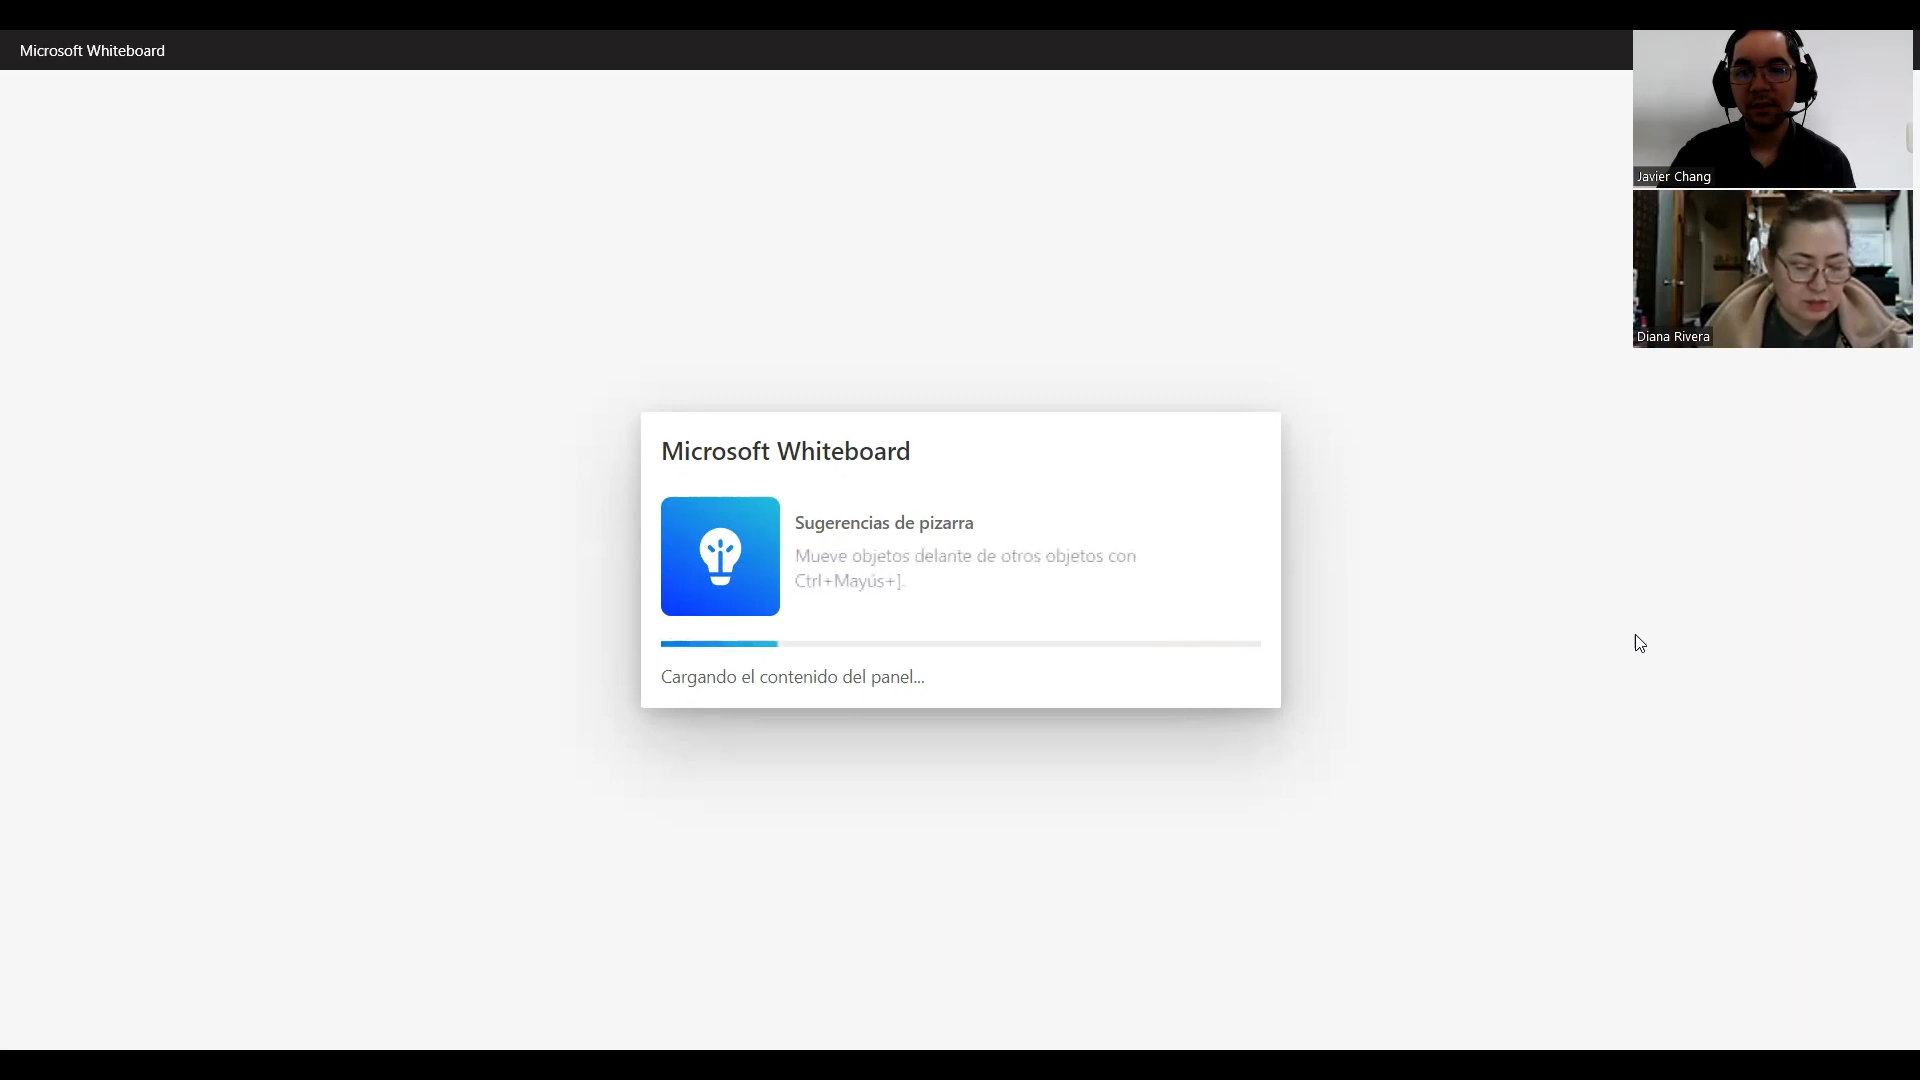 Microsoft Whiteboard
Javier Chang
Diana Rivera
Microsoft Whiteboard
Sugerencias de pizarra
Mueve objetos delante de otros objetos con
Ctrl+Mayús+].
Cargando el contenido del panel...